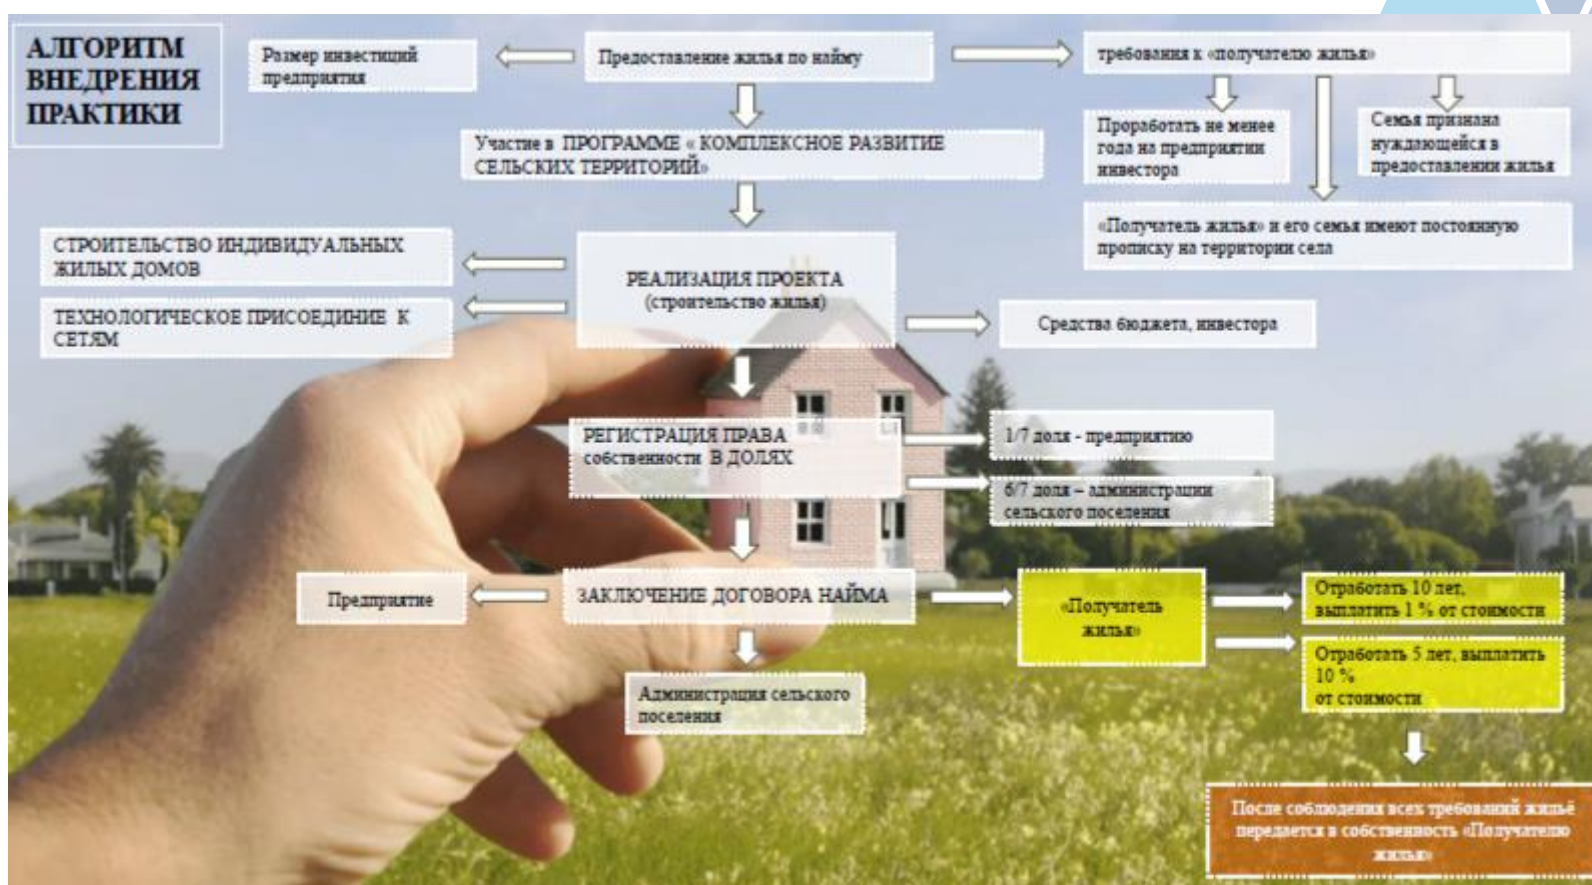 АЛГОРИТМ
ВНЕДРЕНИЯ
ПРАКТИКИ
Размер инвестиций
предприятия
Предоставление жилья по найму
требования к «получателю жилья»
Проработать не менее
года на предприятии
инвестора
Семья признана
нуждающейся в
предоставлении жилья
Участие в ПРОГРАММЕ « КОМПЛЕКСНОЕ РАЗВИТИЕ
СЕЛЬСКИХ ТЕРРИТОРИЙ»
«Получатель жилья» и его семья имеют постоянную
прописку на территории села
СТРОИТЕЛЬСТВО ИНДИВИДУАЛЬНЫХ
ЖИЛЫХ ДОМОВ
РЕАЛИЗАЦИЯ ПРОЕКТА
(строительство жилья)
ТЕХНОЛОГИЧЕСКОЕ ПРИСОЕДИНИЕ К
СЕТЯМ
Средства бюджета, инвестора
РЕГИСТРАЦИЯ ПРАВА
собственности В ДОЛЯХ
1/7 доля - предприятию
6/7 доля – администрации
сельского поселения
Предприятие
ЗАКЛЮЧЕНИЕ ДОГОВОРА НАЙМА
«Получатель
жилья»
Отработать 10 лет,
выплатить 1 % от стоимости
Отработать 5 лет, выплатить
10 %
от стоимости
Администрация сельского
поселения
После соблюдения всех требований жильё
передается в собственность «Получателю
жилья»